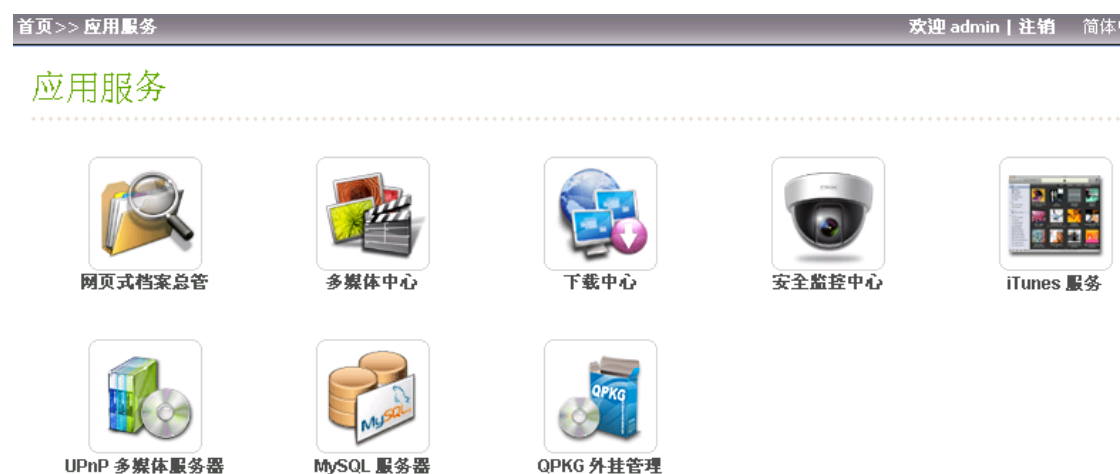 首页>> 应用服务
欢迎 admin | 注销 简体
应用服务
网页式档案总管
多媒体中心
下载中心
安全监控中心
iTunes 服务
MySQL
QPKG
UPnP 多媒体服务器
MySQL 服务器
QPKG 外挂管理